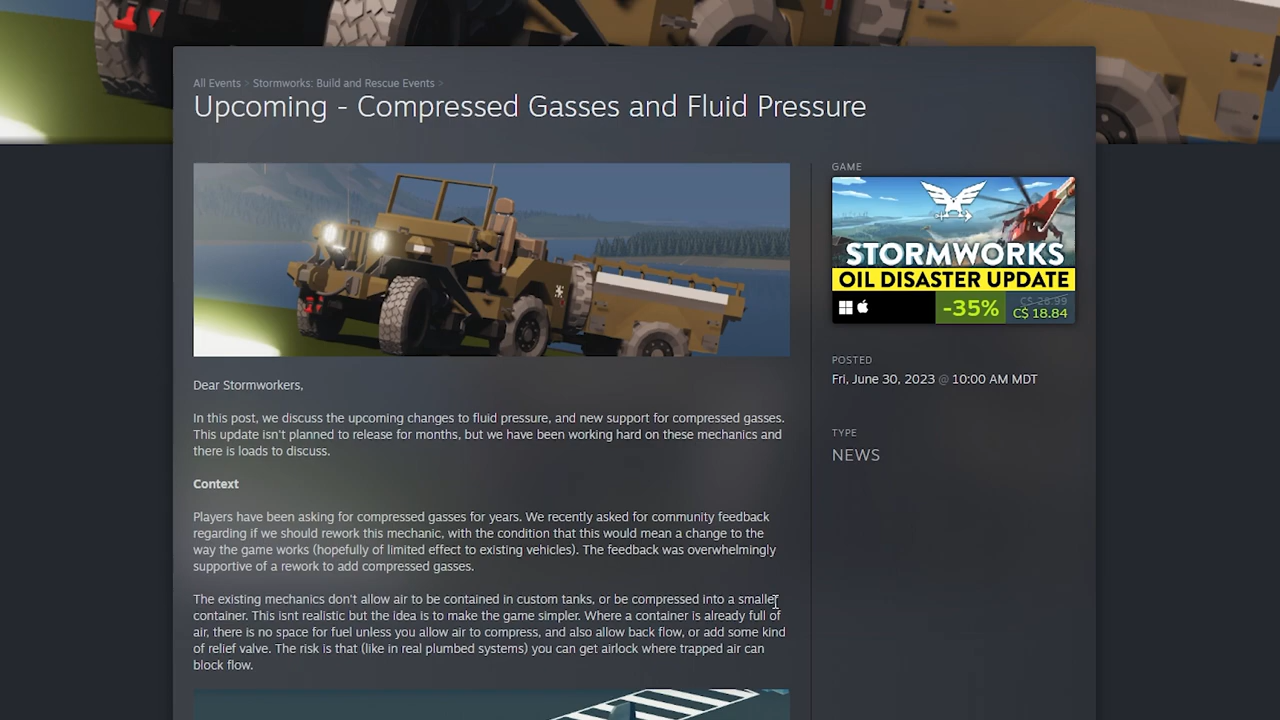 All Events > Stormworks: Build and Rescue Events >
Upcoming - Compressed Gasses and Fluid Pressure
Dear Stormworkers,
In this post, we discuss the upcoming changes to fluid pressure, and new support for compressed gasses.
This update isn't planned to release for months, but we have been working hard on these mechanics and
there is loads to discuss.
Context
Players have been asking for compressed gasses for years. We recently asked for community feedback
regarding if we should rework this mechanic, with the condition that this would mean a change to the
way the game works (hopefully of limited effect to existing vehicles). The feedback was overwhelmingly
supportive of a rework to add compressed gasses.
The existing mechanics don't allow air to be contained in custom tanks, or be compressed into a smaller
container. This isnt realistic but the idea is to make the game simpler. Where a container is already full of
air, there is no space for fuel unless you allow air to compress, and also allow back flow, or add some kind
of relief valve. The risk is that (like in real plumbed systems) you can get airlock where trapped air can
block flow.
GAME
STORMWORKS
OIL DISASTER UPDATE
-35%
C$ 28.99
C$ 18.84
POSTED
Fri, June 30, 2023 @ 10:00 AM MDT
TYPE
NEWS